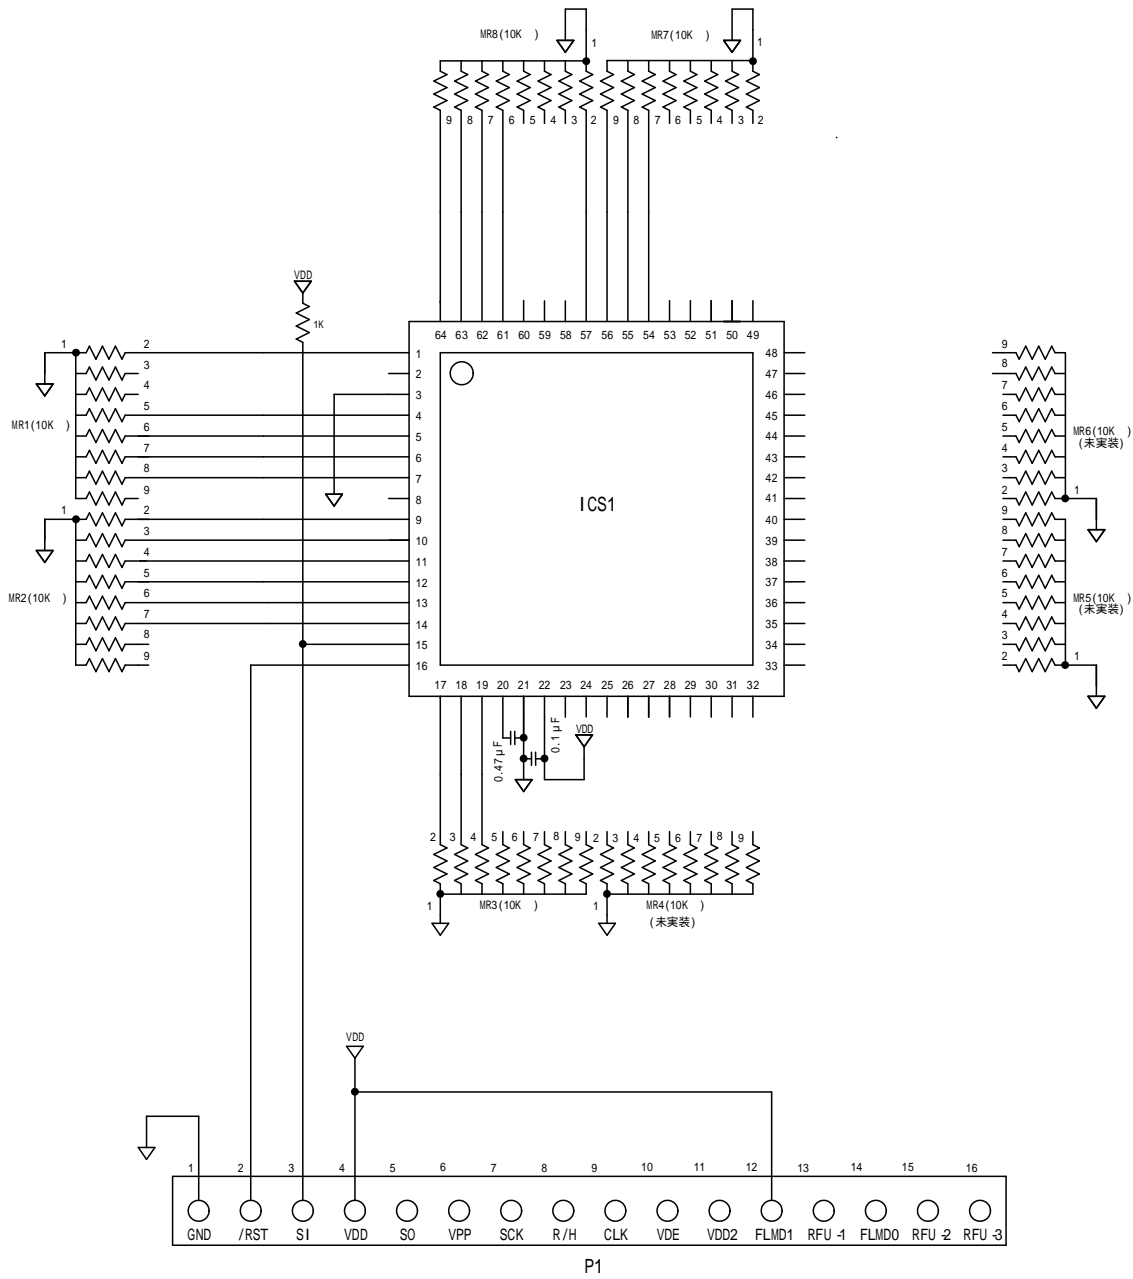 MR8(10K )
1
MR7(10K )
1
9 8 7 6 5 4 3 2 9 8 7 6 5 4 3 2
VDD
1K
64 63 62 61 60 59 58 57 56 55 54 53 52 51 50 49
1
2
3
4
5
6
7
8
9
MR1(10K )
1
2
3
4
5
6
7
8
9
MR2(10K )
1
2
3
4
5
6
7
8
9
10
11
12
13
14
15
16
ICS1
48
47
46
45
44
43
42
41
40
39
38
37
36
35
34
33
9
8
7
6
5
4
3
2
1
MR6(10K )
(未実装)
9
8
7
6
5
4
3
2
1
MR5(10K )
(未実装)
17 18 19 20 21 22 23 24 25 26 27 28 29 30 31 32
0.47μF
0.1μF
VDD
2 3 4 5 6 7 8 9 2 3 4 5 6 7 8 9
1
MR3(10K )
1
MR4(10K )
(未実装)
VDD
1 2 3 4 5 6 7 8 9 10 11 12 13 14 15 16
GND /RST SI VDD SO VPP SCK R/H CLK VDE VDD2 FLMD1 RFU-1 FLMD0 RFU-2 RFU-3
P1